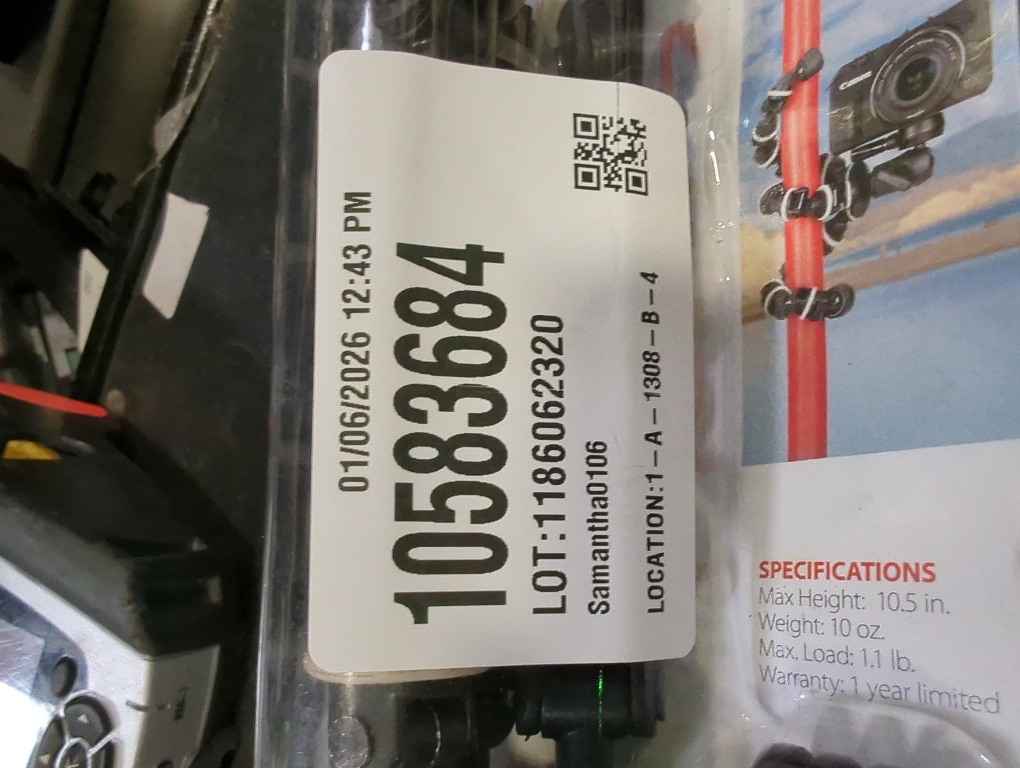 01/06/2026 12:43 PM
10583684
LOT:1186062320
Samantha0106
LOCATION:1-A-1308-B-4
Canon
SPECIFICATIONS
Max Height: 10.5 in.
Weight: 10 oz.
Max. Load: 1.1 lb.
Warranty: 1 year limited